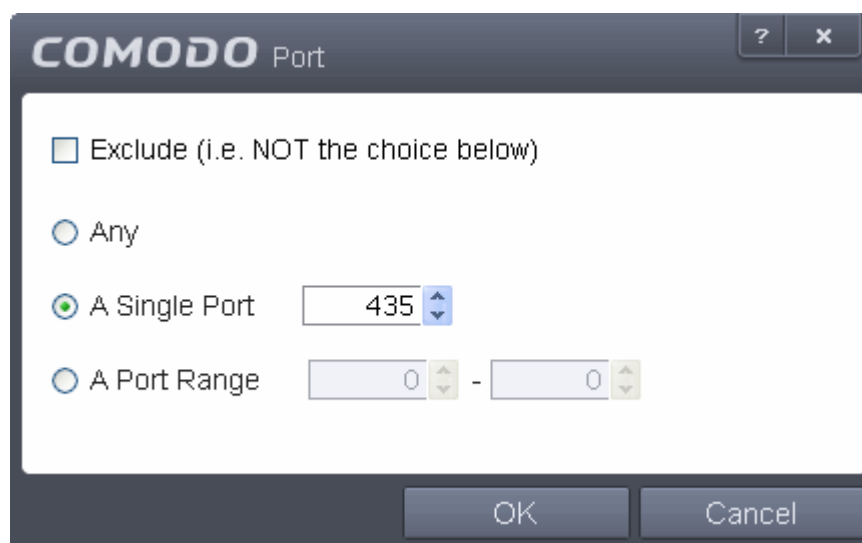 COMODO Port
? x
Exclude (i.e. NOT the choice below)
Any
A Single Port 435
A Port Range 0 - 0
OK Cancel